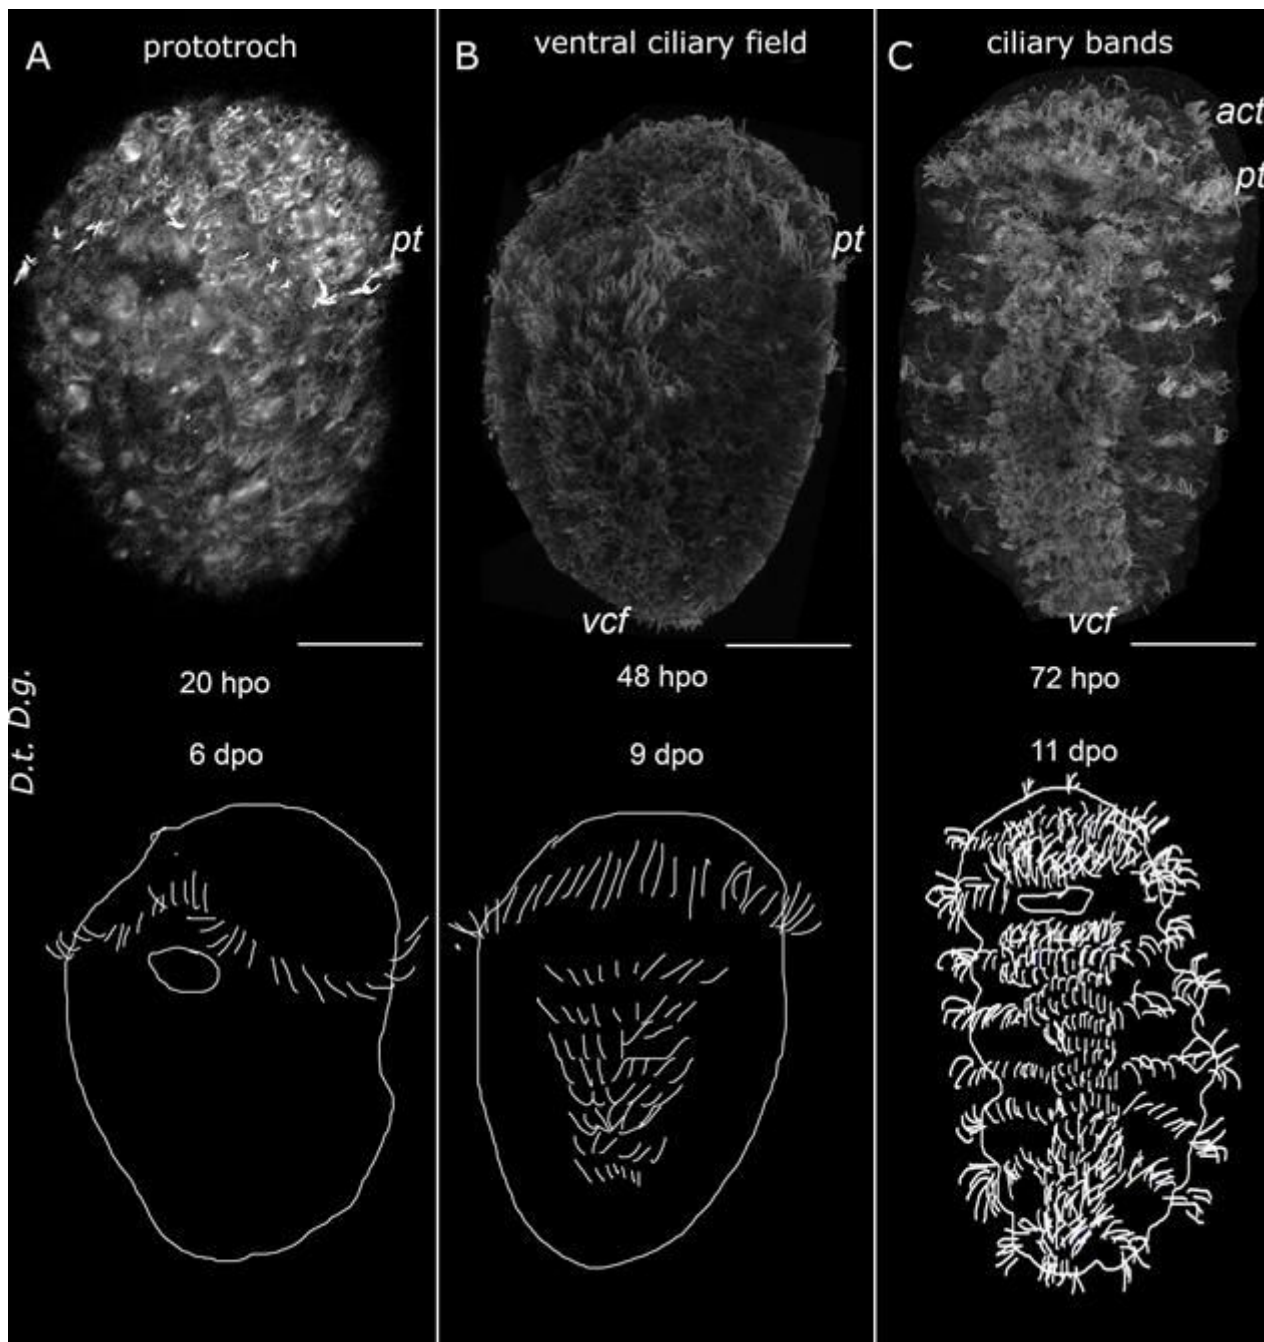 A
prototroch
pt
B
ventral ciliary field
pt
vcf
C
ciliary bands
act
pt
vcf
D.g.
20 hpo
48 hpo
72 hpo
D.t.
6 dpo
9 dpo
11 dpo